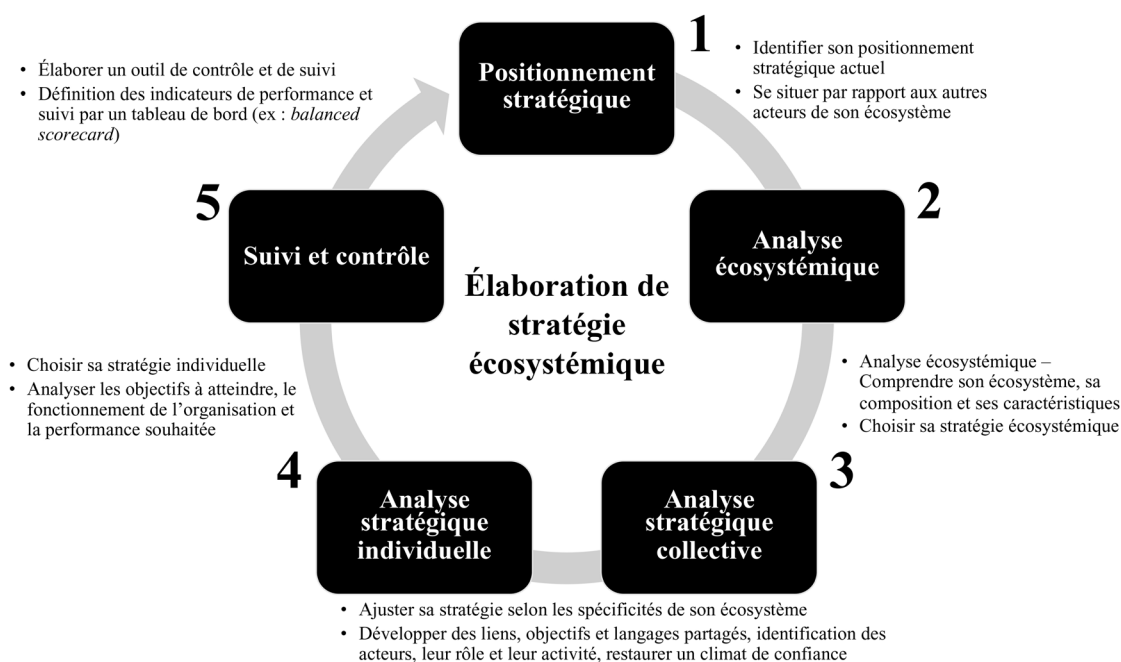 1
Positionnement
stratégique
• Identifier son positionnement
stratégique actuel
• Se situer par rapport aux autres
acteurs de son écosystème
2
Analyse
écosystémique
• Analyse écosystémique –
Comprendre son écosystème, sa
composition et ses caractéristiques
• Choisir sa stratégie écosystémique
3
Analyse
stratégique
collective
• Ajuster sa stratégie selon les spécificités de son écosystème
• Développer des liens, objectifs et langages partagés, identification des
acteurs, leur rôle et leur activité, restaurer un climat de confiance
4
Analyse
stratégique
individuelle
• Choisir sa stratégie individuelle
• Analyser les objectifs à atteindre, le
fonctionnement de l’organisation et
la performance souhaitée
5
Suivi et contrôle
• Élaborer un outil de contrôle et de suivi
• Définition des indicateurs de performance et
suivi par un tableau de bord (ex : balanced
scorecard)
Élaboration de
stratégie
écosystémique